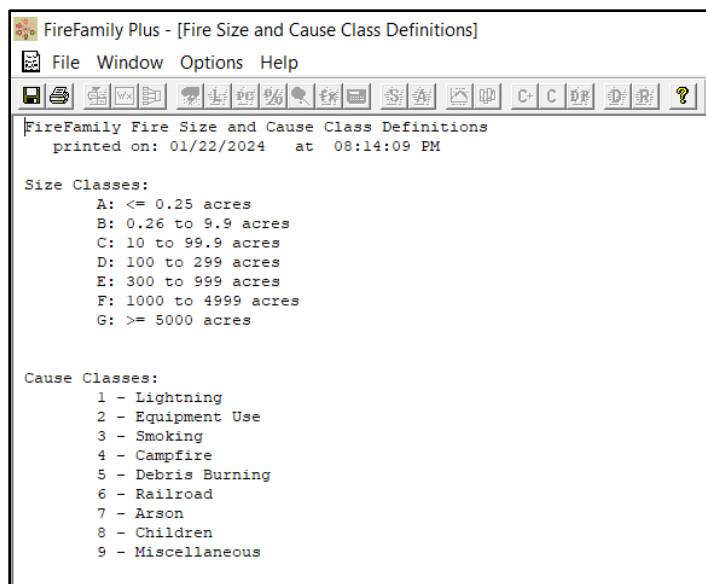 FireFamily Plus - [Fire Size and Cause Class Definitions]
File Window Options Help
Wx PC % fx S A C+ C DR D R ?
FireFamily Fire Size and Cause Class Definitions
printed on: 01/22/2024 at 08:14:09 PM
Size Classes:
A: <= 0.25 acres
B: 0.26 to 9.9 acres
C: 10 to 99.9 acres
D: 100 to 299 acres
E: 300 to 999 acres
F: 1000 to 4999 acres
G: >= 5000 acres
Cause Classes:
1 - Lightning
2 - Equipment Use
3 - Smoking
4 - Campfire
5 - Debris Burning
6 - Railroad
7 - Arson
8 - Children
9 - Miscellaneous